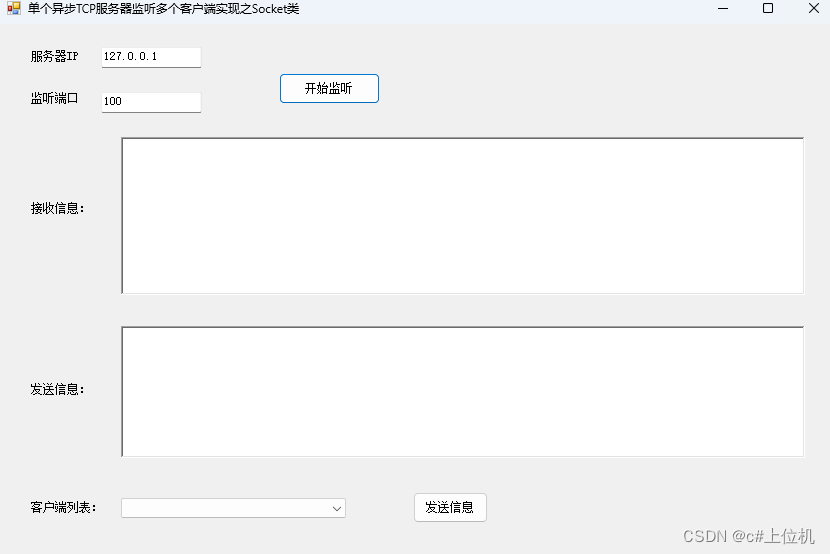 单个异步TCP服务器监听多个客户端实现之Socket类
服务器IP 127.0.0.1
开始监听
监听端口 100
接收信息：
发送信息：
客户端列表： 发送信息
CSDN @c#上位机